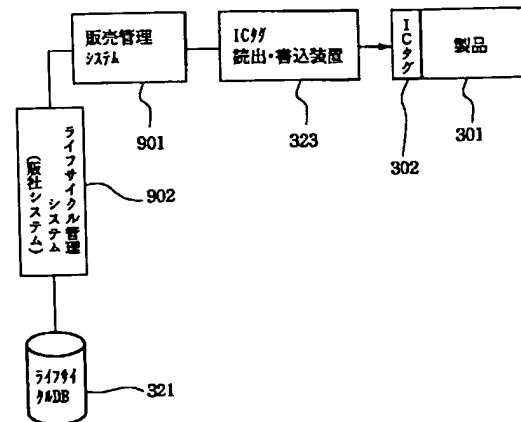 販売管理
システム
ICタグ
読出・書込装置
ICタグ
製品
901
323
302
301
ライフサイクル管理
システム
(販社システム)
902
ライフサイ
クルDB
321